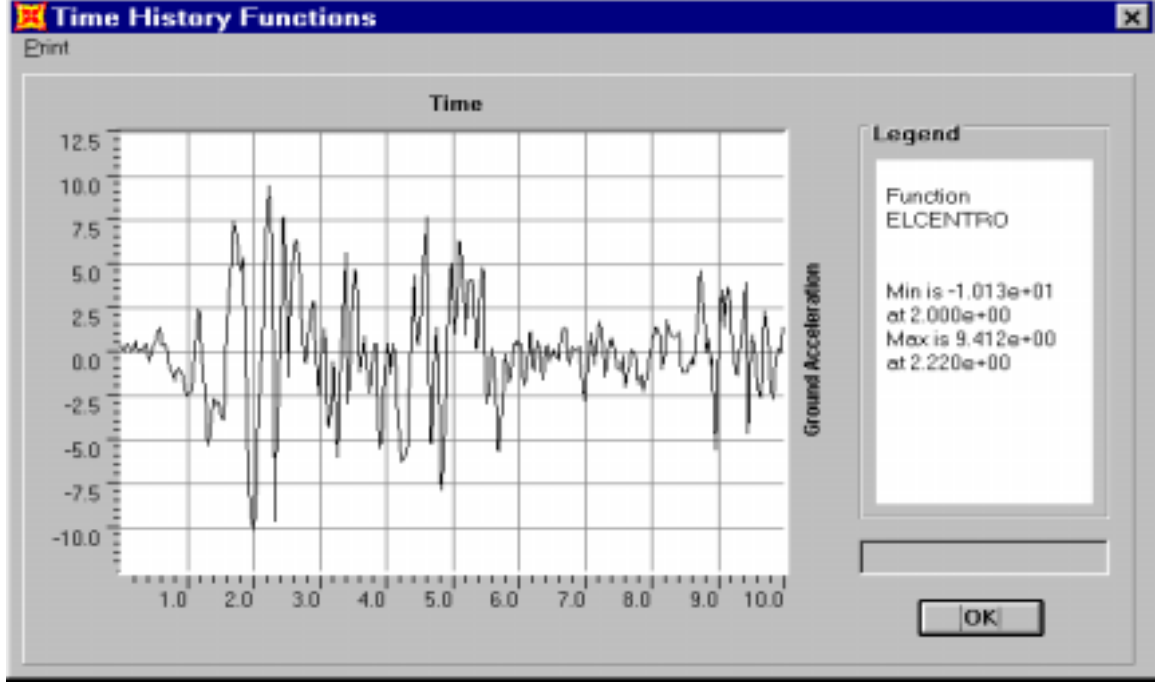 Time History Functions
Print
Time
12.5
10.0
7.5
5.0
2.5
0.0
-2.5
-5.0
-7.5
-10.0
1.0 2.0 3.0 4.0 5.0 6.0 7.0 8.0 9.0 10.0
Ground Acceleration
Legend
Function
ELCENTRO
Min is -1.013e+01
at 2.000e+00
Max is 9.412e+00
at 2.220e+00
OK